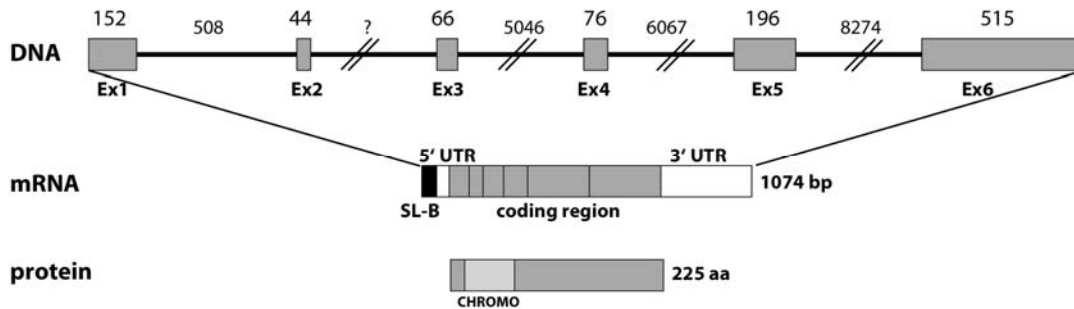 152 44 66 76 196 515
508 ? 5046 6067 8274
DNA
Ex1 Ex2 Ex3 Ex4 Ex5 Ex6
5' UTR 3' UTR
mRNA 1074 bp
SL-B coding region
protein 225 aa
CHROMO